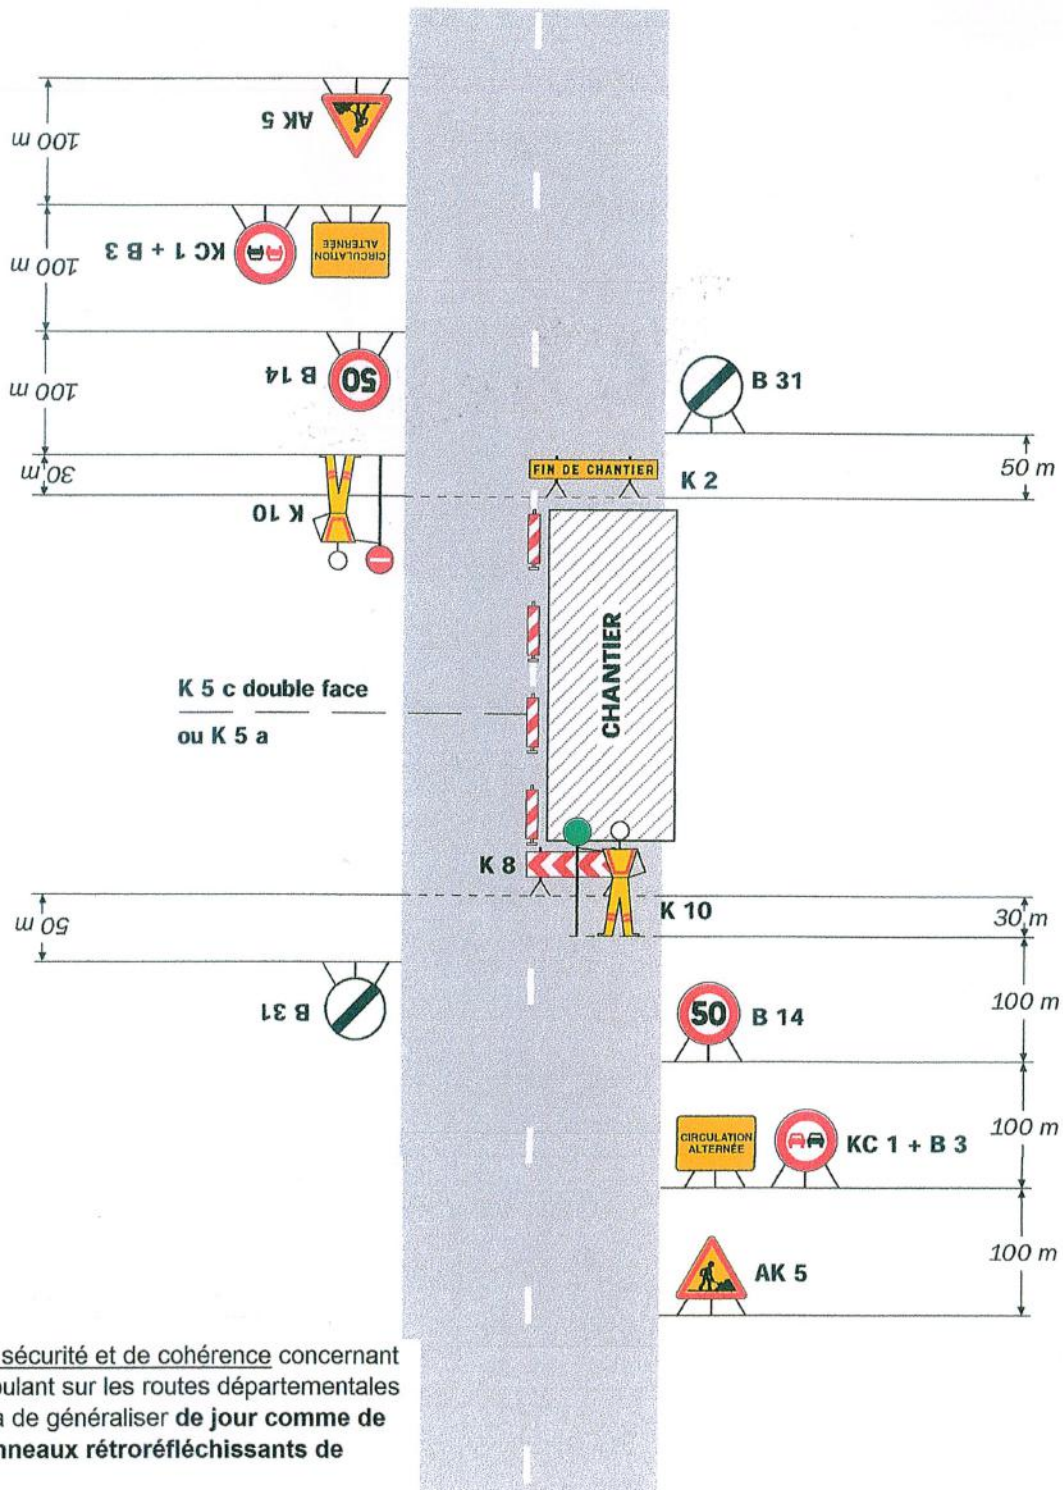 100 m
AK 5
100 m
KC 1 + B 3
CIRCULATION
ALTERNÉE
100 m
B 14
50
B 31
30 m
K 10
FIN DE CHANTIER
K 2
50 m
CHANTIER
K 5 c double face
ou K 5 a
K 8
K 10
30 m
50 m
B 31
50
B 14
100 m
CIRCULATION
ALTERNÉE
KC 1 + B 3
100 m
AK 5
100 m
sécurité et de cohérence concernant
ulant sur les routes départementales
a de généraliser de jour comme de
nneaux rétroréfléchissants de